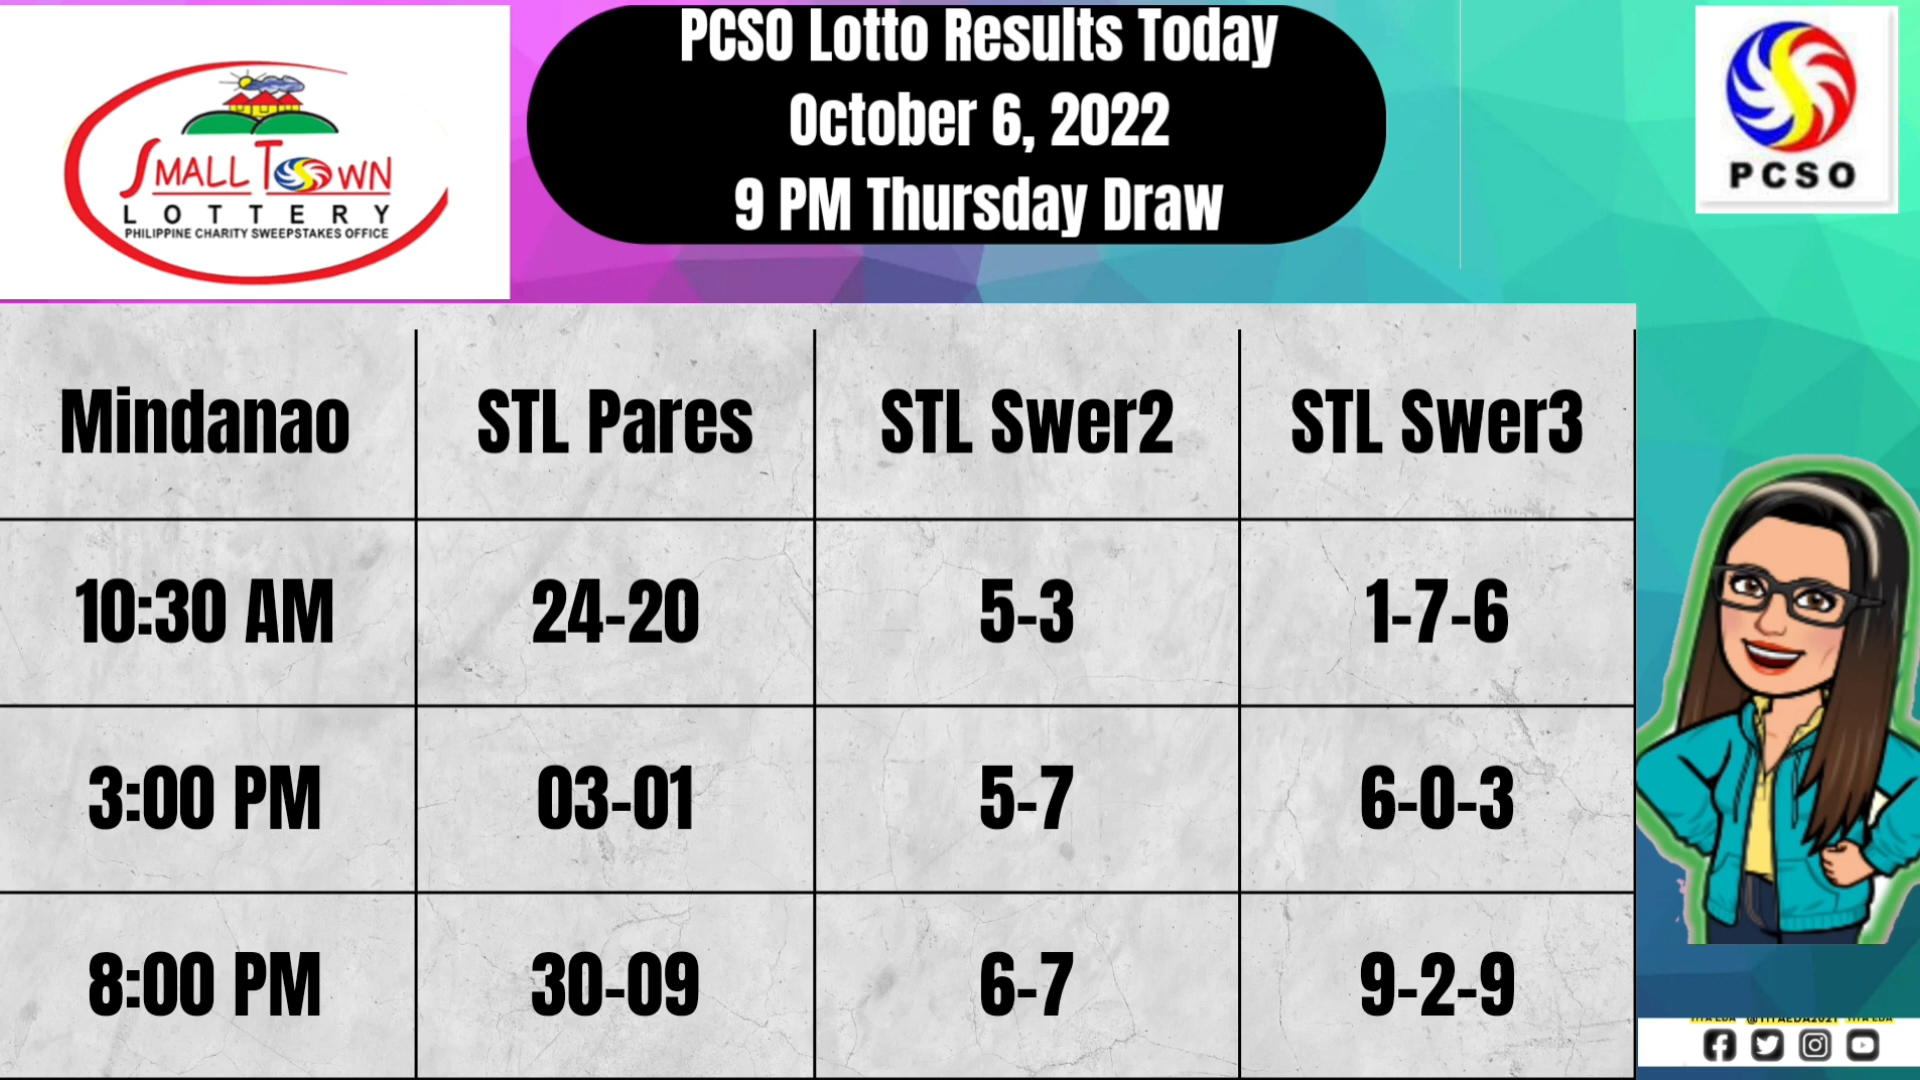 PCSO Lotto Results Today
October 6, 2022
9 PM Thursday Draw
SMALL TOWN
LOTTERY
PHILIPPINE CHARITY SWEEPSTAKES OFFICE
PCSO
Mindanao STL Pares STL Swer2 STL Swer3
10:30 AM 24-20 5-3 1-7-6
3:00 PM 03-01 5-7 6-0-3
8:00 PM 30-09 6-7 9-2-9